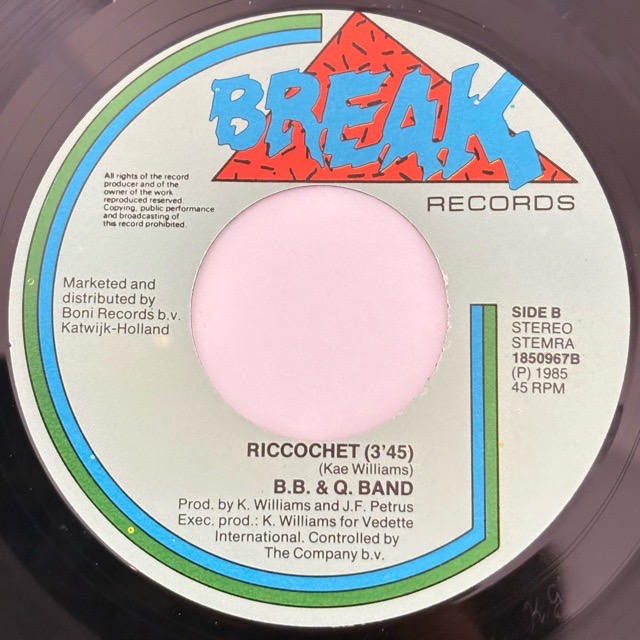 BREAK
RECORDS
All rights of the record
producer and of the
owner of the work
reproduced reserved.
Copying, public performance
and broadcasting of
this record prohibited.
Marketed and
distributed by
Boni Records b.v.
Katwijk-Holland
SIDE B
STEREO
STEMRA
1850967B
(P) 1985
45 RPM
RICCOCHET (3'45)
(Kae Williams)
B.B. & Q. BAND
Prod. by K. Williams and J.F. Petrus
Exec. prod.: K. Williams for Vedette
International. Controlled by
The Company b.v.